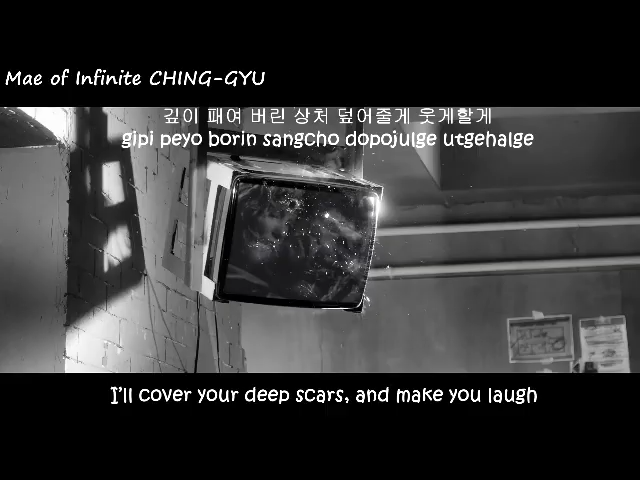 Mae of Infinite CHING-GYU
깊이 패여 버린 상처 덮어줄게 웃게할게
gipi peyo borin sangcho dopojulge utgehalge
I'll cover your deep scars, and make you laugh